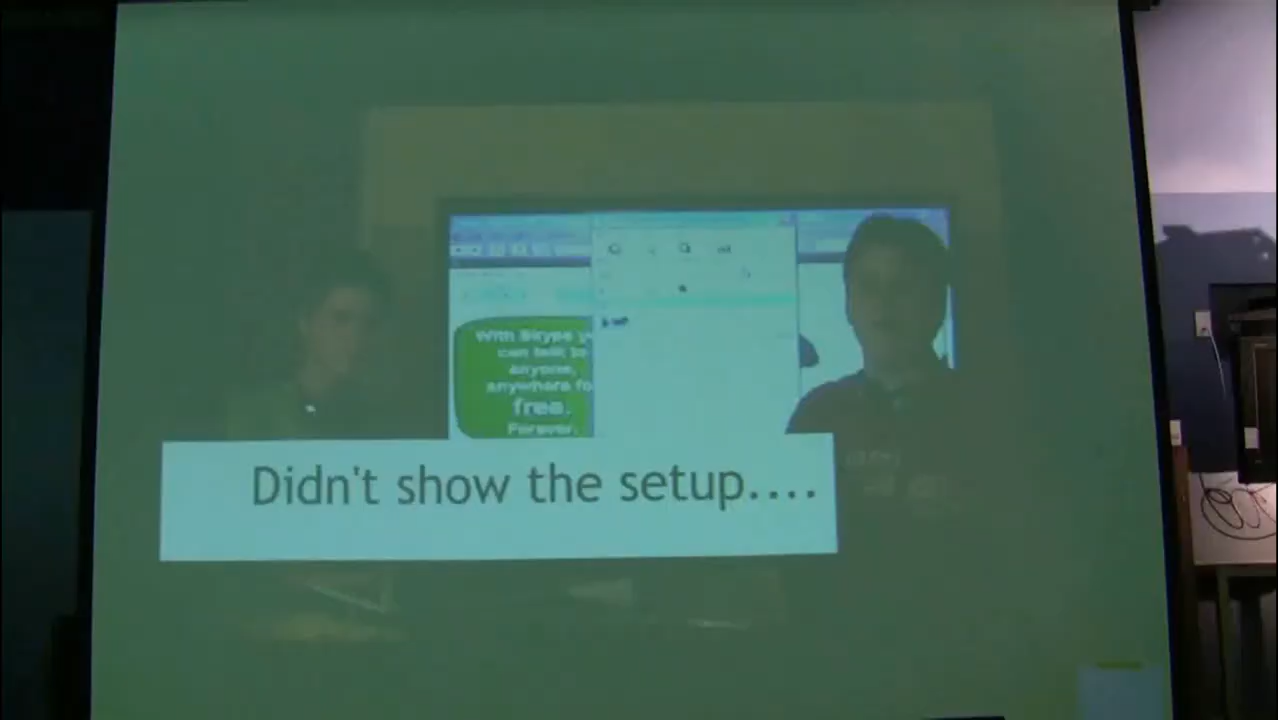 With Skype y
can talk to
anyone,
anywhere fo
free.
Forever.
Didn't show the setup....